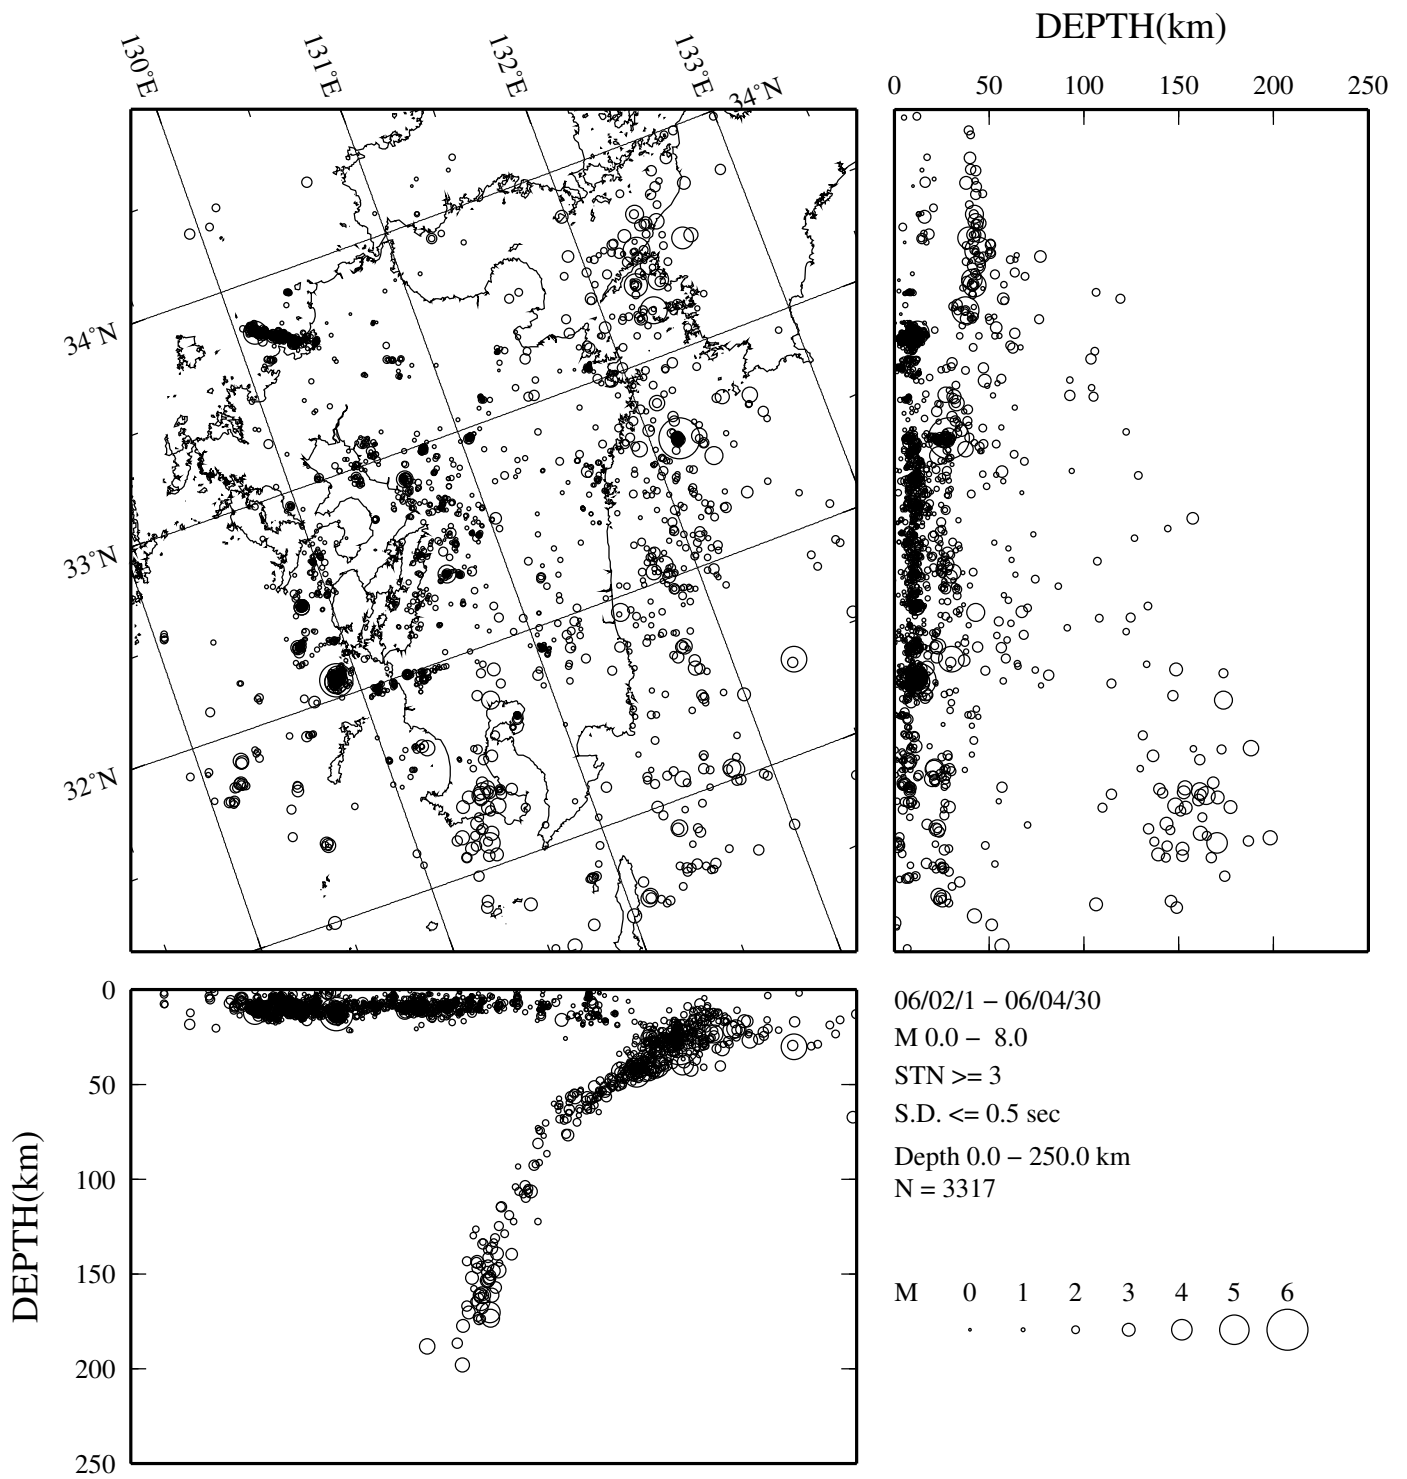 DEPTH(km)
130°E 131°E 132°E 133°E 34°N
0 50 100 150 200 250
34°N
33°N
32°N
0
50
100
150
200
250
DEPTH(km)
06/02/1 – 06/04/30
M 0.0 – 8.0
STN >= 3
S.D. <= 0.5 sec
Depth 0.0 – 250.0 km
N = 3317
M 0 1 2 3 4 5 6